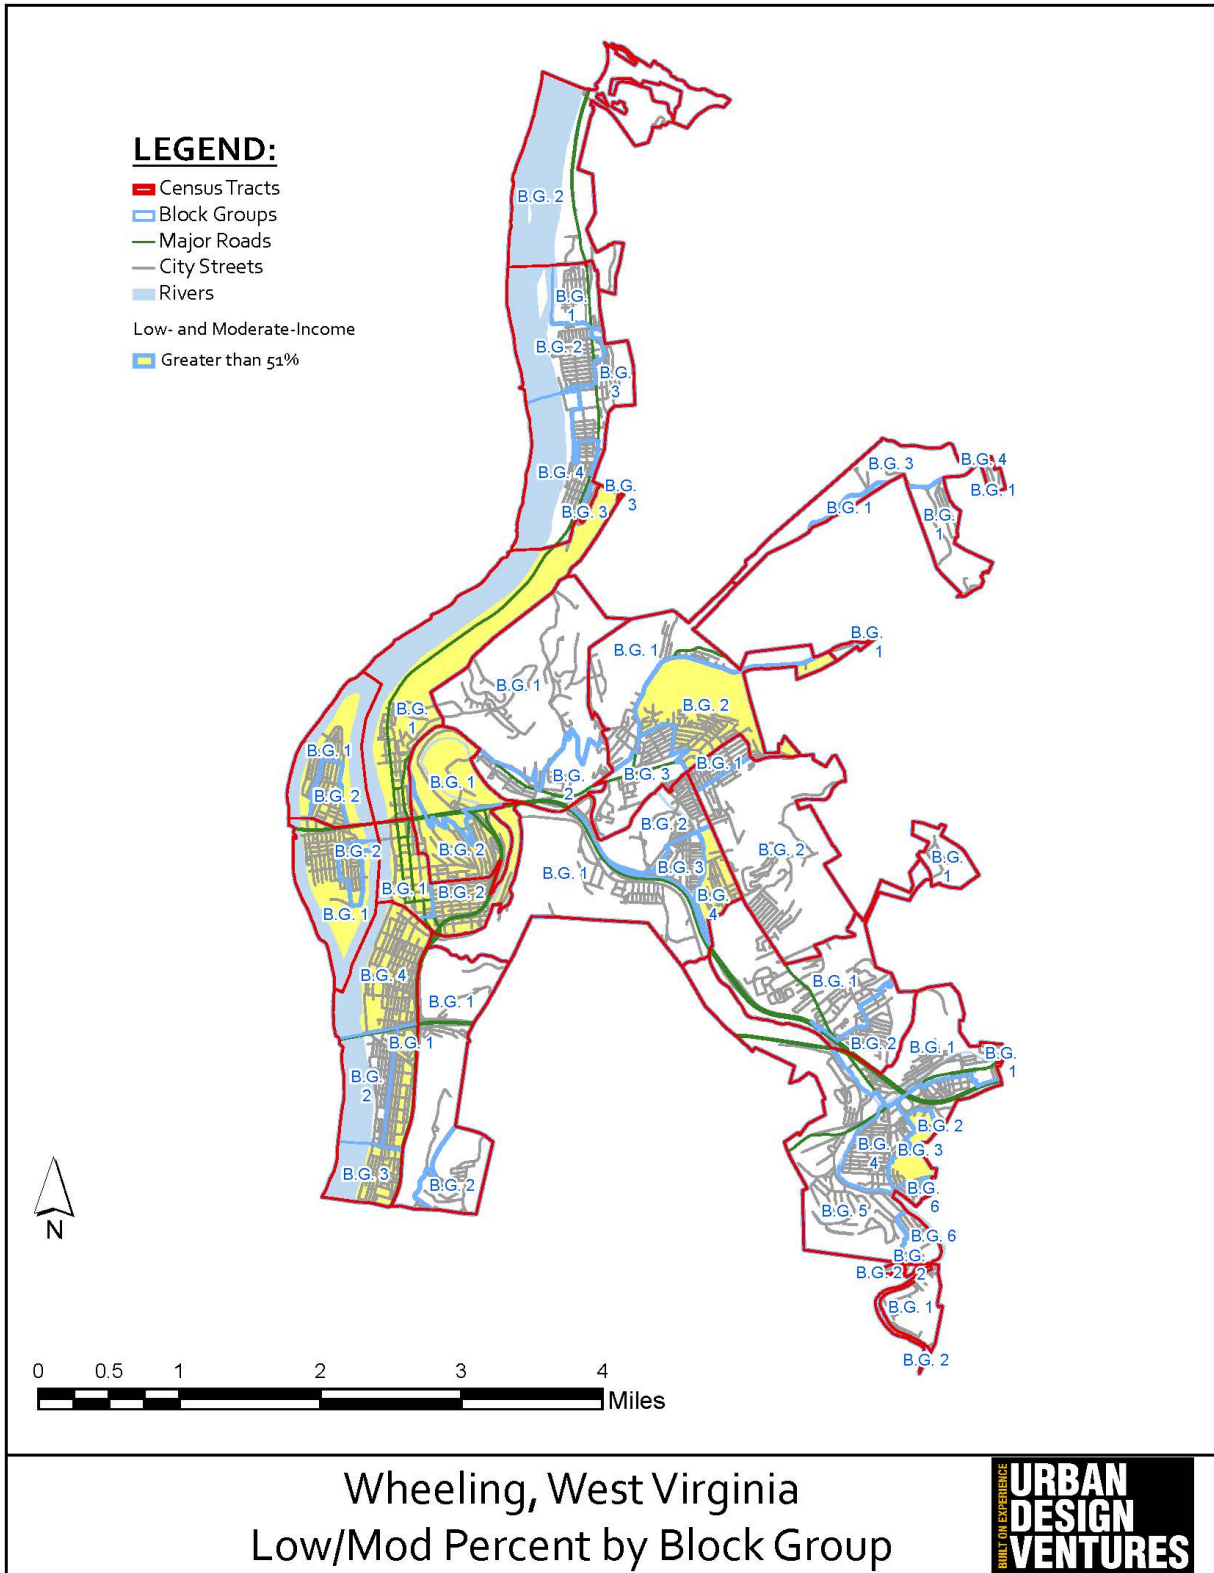 LEGEND:
Census Tracts
Block Groups
Major Roads
City Streets
Rivers
Low- and Moderate-Income
Greater than 51%
B.G. 2
B.G.
1
B.G. 2
B.G.
3
B.G. 4
B.G.
3
B.G. 3
B.G. 3
B.G. 4
B.G. 1
B.G. 1
B.G.
1
B.G.
1
B.G. 1
B.G. 1
B.G. 2
B.G.
1
B.G. 1
B.G. 1
B.G.
2
B.G. 3
B.G. 1
B.G. 2
B.G. 2
B.G. 2
B.G. 2
B.G. 2
B.G. 1
B.G. 3
B.G.
1
B.G. 1
B.G. 2
B.G.
4
B.G. 1
B.G. 4
B.G. 1
B.G. 1
B.G. 1
B.G. 2
B.G. 1
B.G.
1
B.G.
2
B.G. 2
B.G.
4
B.G. 3
B.G. 3
B.G. 2
B.G.
6
B.G. 5
B.G. 6
B.G.
2
B.G. 2
B.G. 1
B.G. 2
N
0 0.5 1 2 3 4
Miles
Wheeling, West Virginia
Low/Mod Percent by Block Group
BUILT ON EXPERIENCE
URBAN
DESIGN
VENTURES